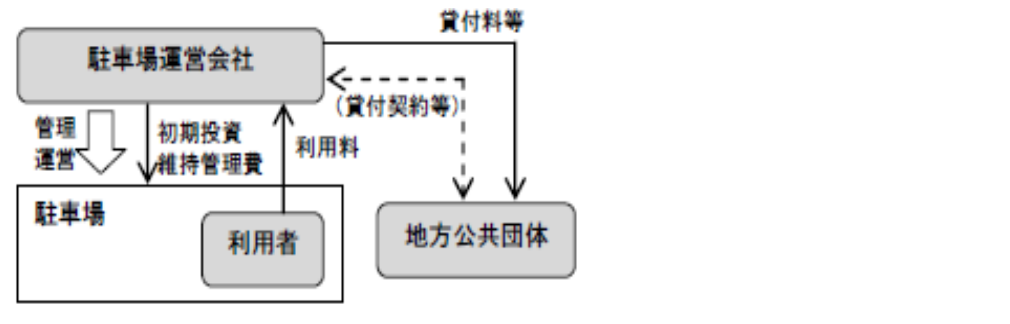 貸付料等
駐車場運営会社
(貸付契約等)
管理
運営
初期投資
維持管理費
利用料
駐車場
利用者
地方公共団体